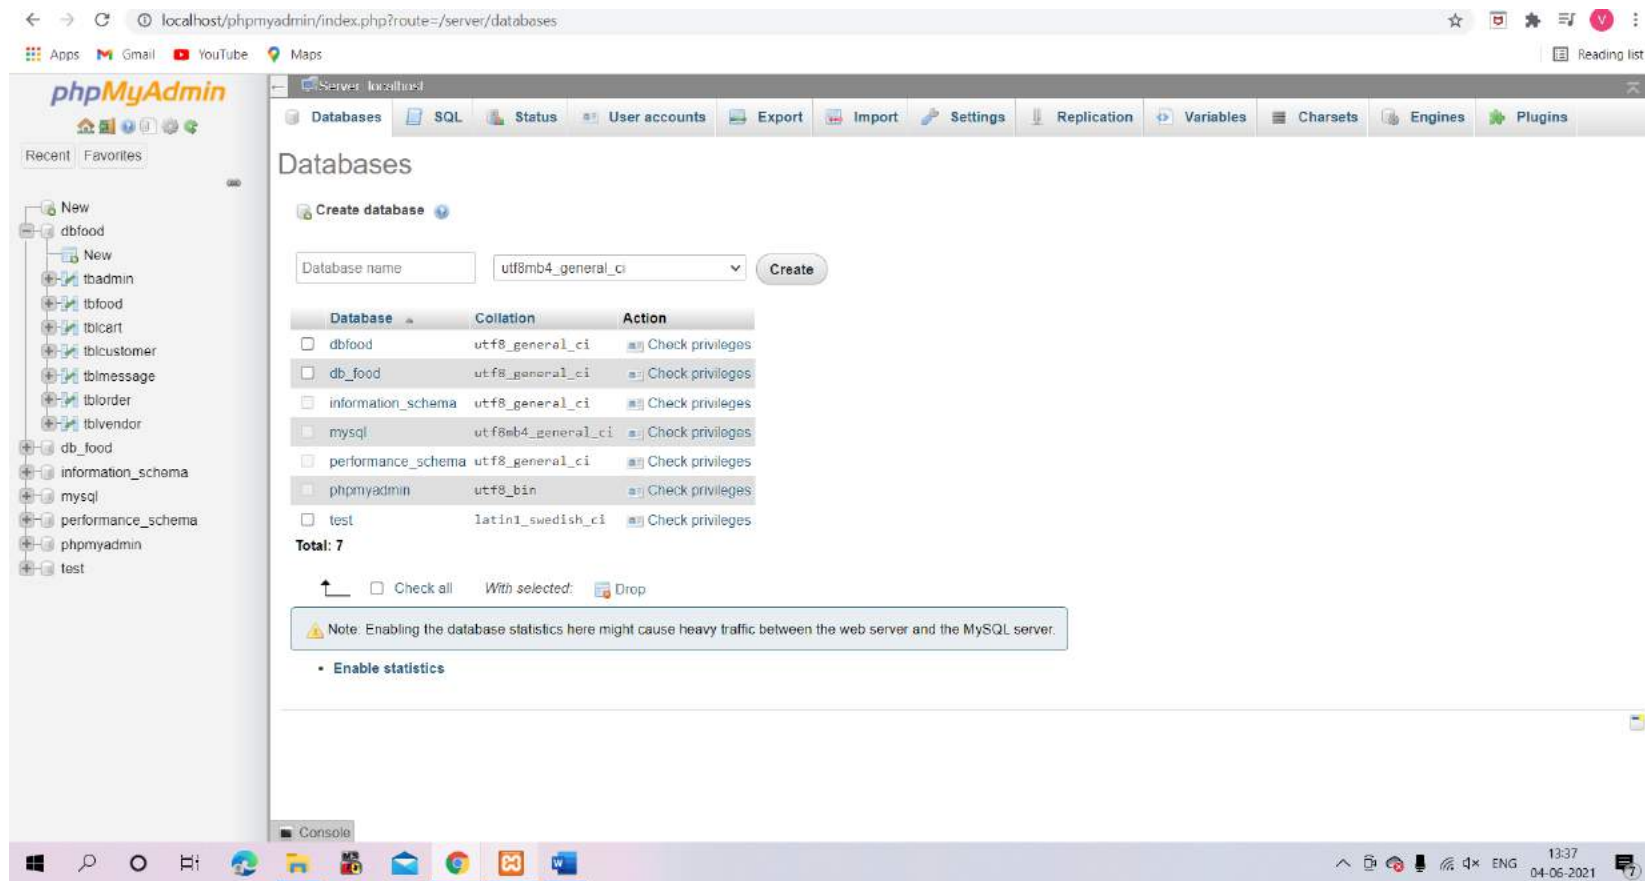 localhost/phpmyadmin/index.php?route=/server/databases
V
Apps Gmail YouTube Maps Reading list
phpMyAdmin
Recent Favorites
New
dbfood
New
tbadmin
tbfood
tblcart
tblcustomer
tblmessage
tblorder
tblvendor
db_food
information_schema
mysql
performance_schema
phpmyadmin
test
Server: localhost
Databases SQL Status User accounts Export Import Settings Replication Variables Charsets Engines Plugins
Databases
Create database
Database name utf8mb4_general_ci Create
Database Collation Action
dbfood utf8_general_ci Check privileges
db_food utf8_general_ci Check privileges
information_schema utf8_general_ci Check privileges
mysql utf8mb4_general_ci Check privileges
performance_schema utf8_general_ci Check privileges
phpmyadmin utf8_bin Check privileges
test latin1_swedish_ci Check privileges
Total: 7
Check all With selected: Drop
Note: Enabling the database statistics here might cause heavy traffic between the web server and the MySQL server.
• Enable statistics
Console
ENG 13:37
04-06-2021
7